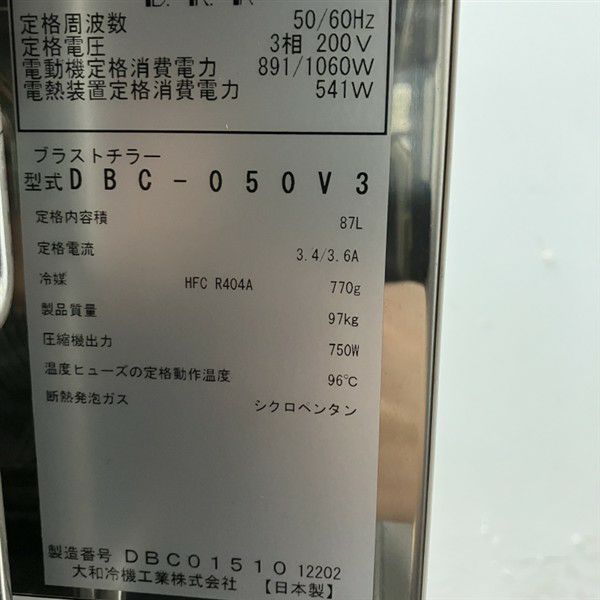 定格周波数 50/60Hz
定格電圧 3相 200V
電動機定格消費電力 891/1060W
電熱装置定格消費電力 541W
ブラストチラー
型式DBC-050V3
定格内容積 87L
定格電流 3.4/3.6A
冷媒 HFC R404A 770g
製品質量 97kg
圧縮機出力 750W
温度ヒューズの定格動作温度 96℃
断熱発泡ガス シクロペンタン
製造番号 DBC01510 12202
大和冷機工業株式会社 【日本製】